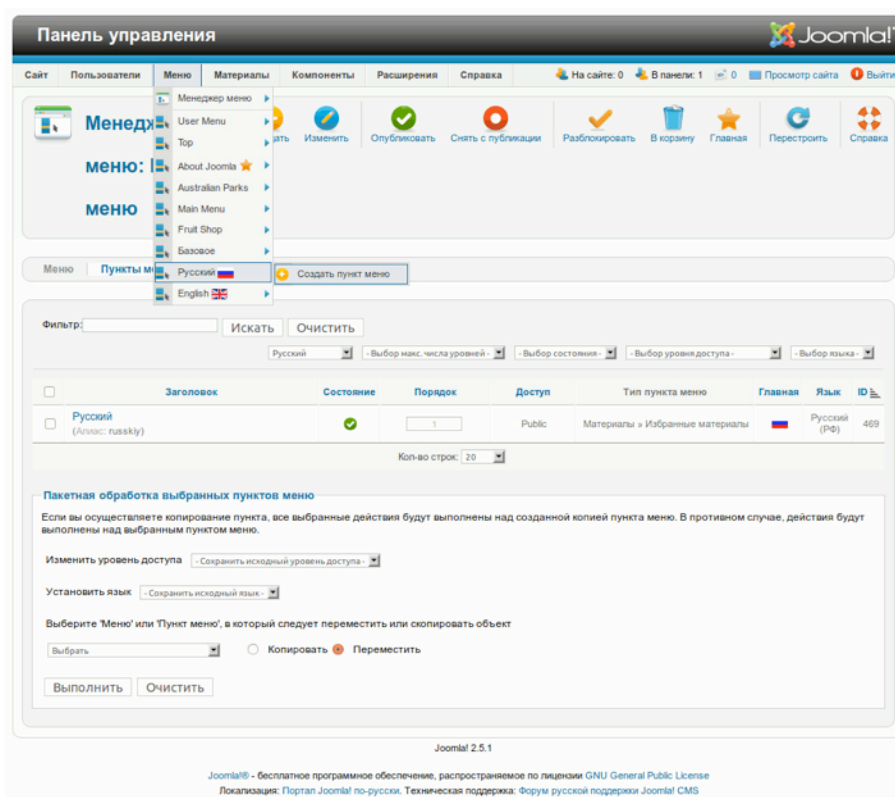 Панель управления
Joomla!
Сайт Пользователи Меню Материалы Компоненты Расширения Справка На сайте: 0 В панели: 1 0 Просмотр сайта Выйти
Менеджер меню
User Menu
Top
About Joomla
Australian Parks
Main Menu
Fruit Shop
Базовое
Русский
English
Создать пункт меню
Изменить Опубликовать Снять с публикации Разблокировать В корзину Главная Перестроить Справка
меню:
меню
Меню Пункты
Фильтр: Искать Очистить
Русский - Выбор макс. числа уровней - - Выбор состояния - - Выбор уровня доступа - - Выбор языка -
Заголовок Состояние Порядок Доступ Тип пункта меню Главная Язык ID
Русский
(Алиас: russkiy)
1 Public Материалы » Избранные материалы Русский (РФ) 469
Кол-во строк: 20
Пакетная обработка выбранных пунктов меню
Если вы осуществляете копирование пункта, все выбранные действия будут выполнены над созданной копией пункта меню. В противном случае, действия будут
выполнены над выбранным пунктом меню.
Изменить уровень доступа - Сохранить исходный уровень доступа -
Установить язык - Сохранить исходный язык -
Выберите 'Меню' или 'Пункт меню', в который следует переместить или скопировать объект
Выбрать Копировать Переместить
Выполнить Очистить
Joomla! 2.5.1
Joomla!® - бесплатное программное обеспечение, распространяемое по лицензии GNU General Public License
Локализация: Портал Joomla! по-русски. Техническая поддержка: Форум русской поддержки Joomla! CMS